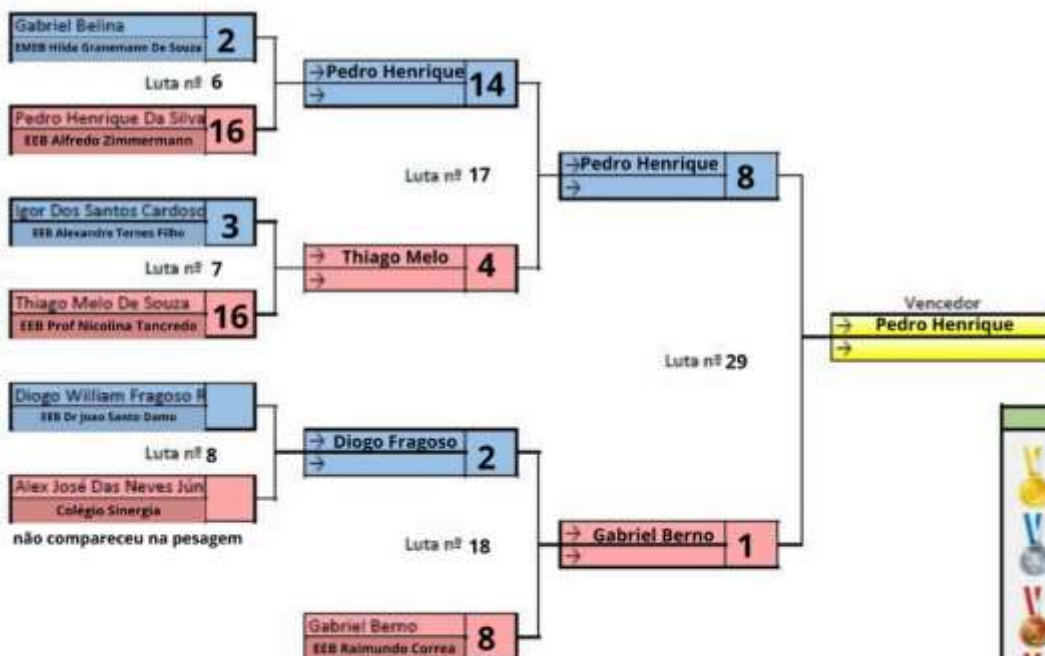 Gabriel Belina
2
EMEB Hilda Granemann De Souza
Luta nº 6
Pedro Henrique Da Silva
16
EEB Alfredo Zimmermann
Igor Dos Santos Cardoso
3
EEB Alexandre Ternes Filho
Luta nº 7
Thiago Melo De Souza
16
EEB Prof Nicolina Tancredo
Diogo William Fragoso R
EEB Dr Joao Santo Damo
Luta nº 8
Alex José Das Neves Jún
Colégio Sinergia
não compareceu na pesagem
→ Pedro Henrique
14
→
Luta nº 17
→ Thiago Melo
4
→
→ Diogo Fragoso
2
→
Luta nº 18
Gabriel Berno
8
EEB Raimundo Correa
→ Pedro Henrique
8
→
Luta nº 29
→ Gabriel Berno
1
→
Vencedor
→ Pedro Henrique
→